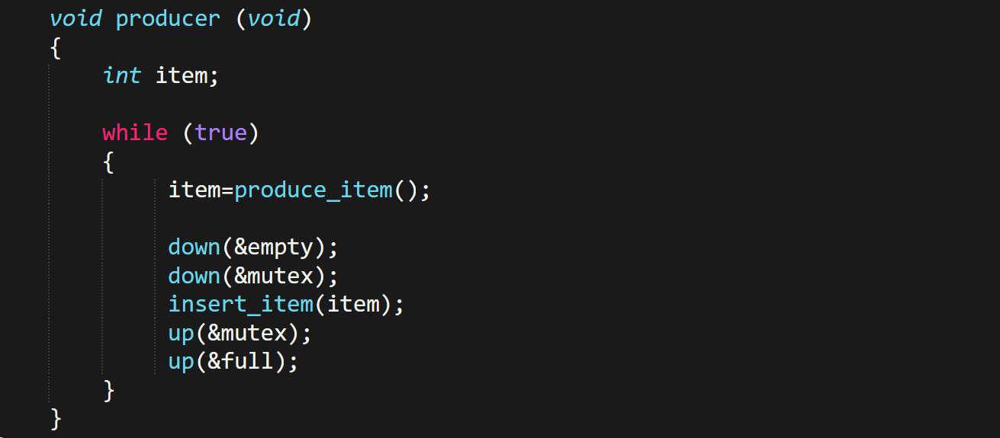 void producer (void)
{
int item;
while (true)
{
item=produce_item();
down(&empty);
down(&mutex);
insert_item(item);
up(&mutex);
up(&full);
}
}